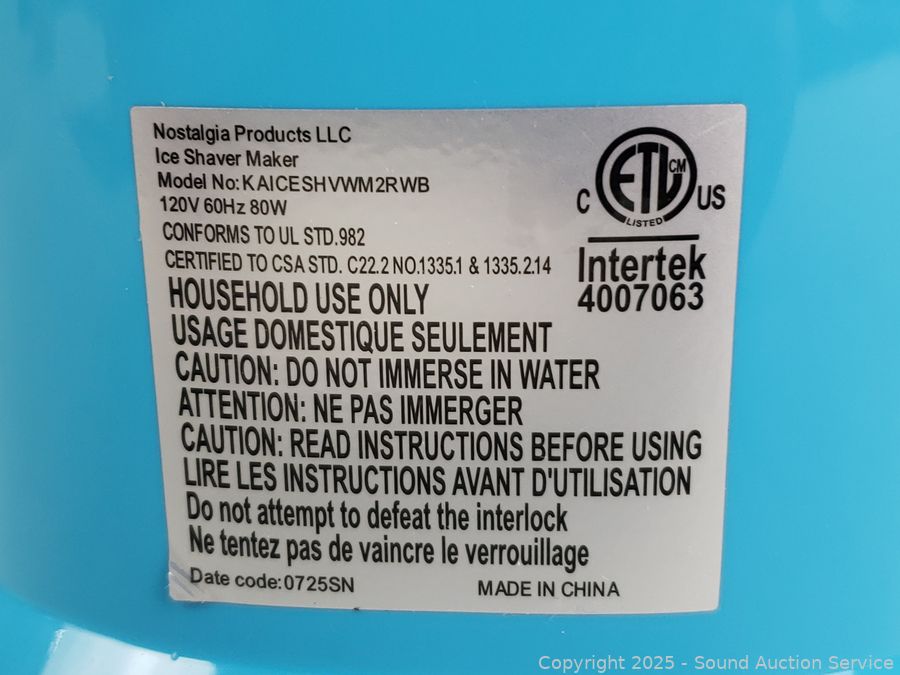 Nostalgia Products LLC
Ice Shaver Maker
Model No:KAICESHVWM2RWB
120V 60Hz 80W
CONFORMS TO UL STD.982
CERTIFIED TO CSA STD. C22.2 NO.1335.1 & 1335.2.14
C ETL CM US
LISTED
Intertek
4007063
HOUSEHOLD USE ONLY
USAGE DOMESTIQUE SEULEMENT
CAUTION: DO NOT IMMERSE IN WATER
ATTENTION: NE PAS IMMERGER
CAUTION: READ INSTRUCTIONS BEFORE USING
LIRE LES INSTRUCTIONS AVANT D'UTILISATION
Do not attempt to defeat the interlock
Ne tentez pas de vaincre le verrouillage
Date code:0725SN MADE IN CHINA
Copyright 2025 - Sound Auction Service